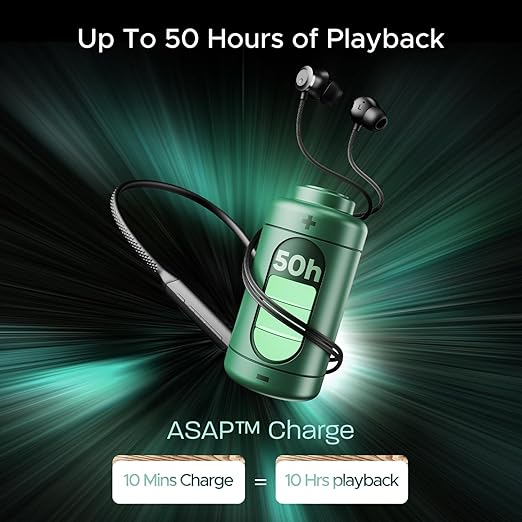 Up To 50 Hours of Playback
L
+
50h
-
ASAP™ Charge
10 Mins Charge = 10 Hrs playback